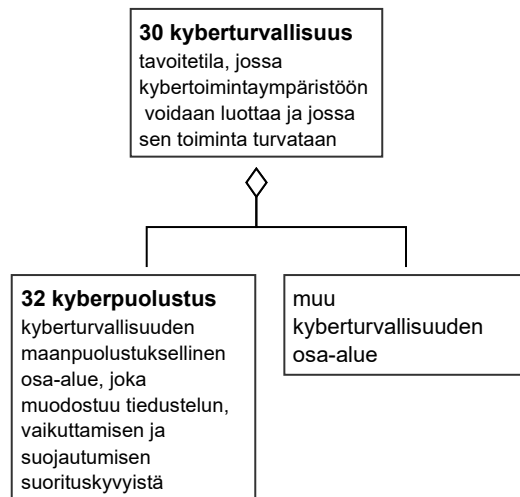 30 kyberturvallisuus
tavoitetila, jossa
kybertoimintaympäristöön
voidaan luottaa ja jossa
sen toiminta turvataan
32 kyberpuolustus
kyberturvallisuuden
maanpuolustuksellinen
osa-alue, joka
muodostuu tiedustelun,
vaikuttamisen ja
suojautumisen
suorituskyvyistä
muu
kyberturvallisuuden
osa-alue